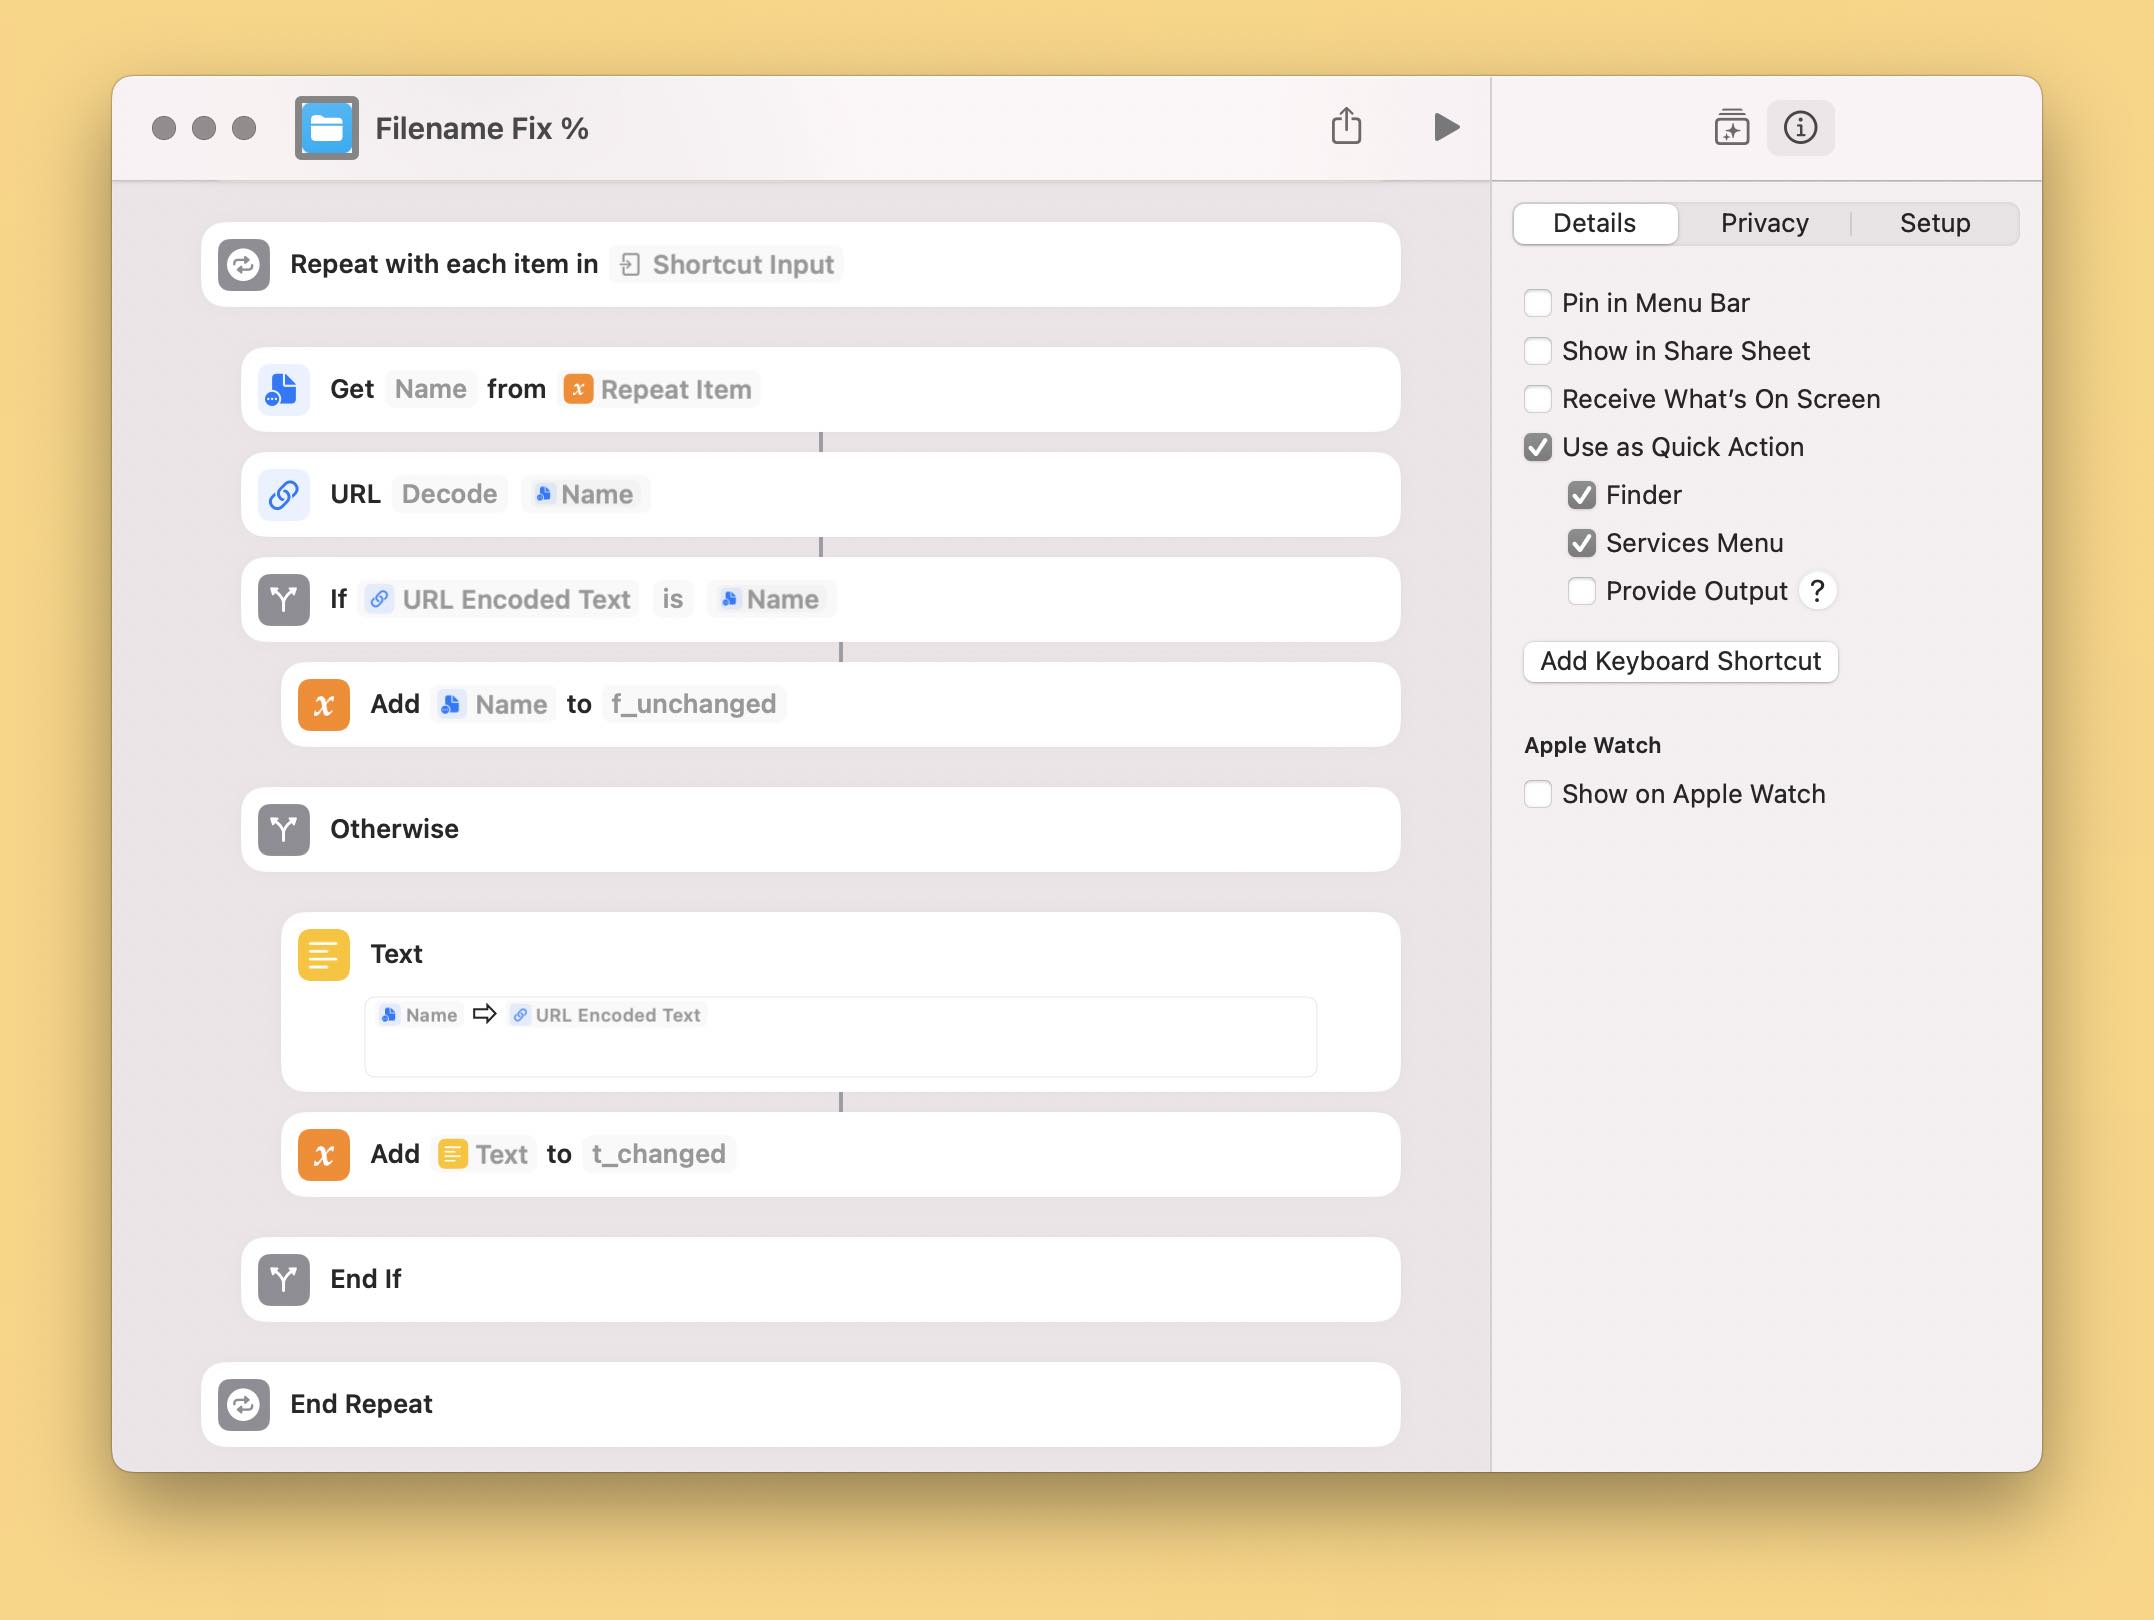 Filename Fix %
Repeat with each item in Shortcut Input
Get Name from x Repeat Item
URL Decode Name
If URL Encoded Text is Name
x Add Name to f_unchanged
Otherwise
Text
Name ⇨ URL Encoded Text
x Add Text to t_changed
End If
End Repeat
Details Privacy Setup
Pin in Menu Bar
Show in Share Sheet
Receive What's On Screen
Use as Quick Action
Finder
Services Menu
Provide Output ?
Add Keyboard Shortcut
Apple Watch
Show on Apple Watch